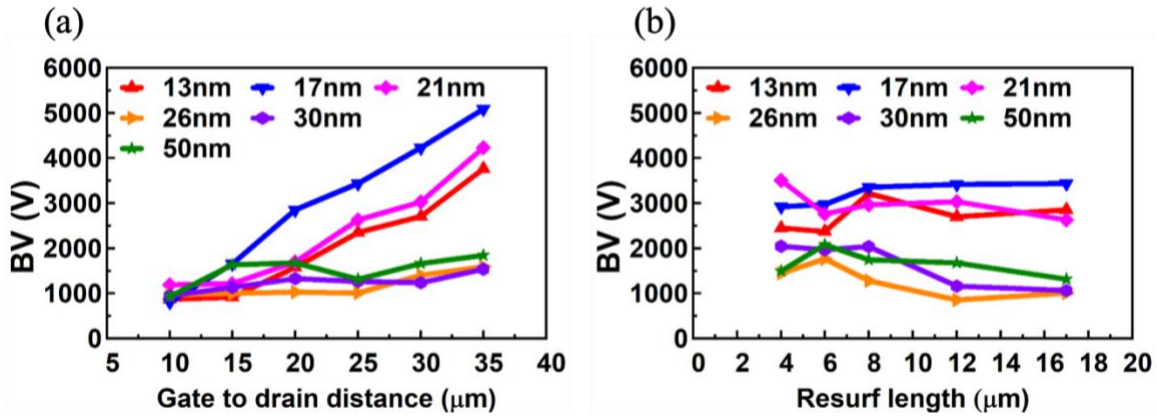 (a)
6000
5000
4000
3000
2000
1000
0
BV (V)
13nm 17nm 21nm
26nm 30nm
50nm
5 10 15 20 25 30 35 40
Gate to drain distance (μm)
(b)
6000
5000
4000
3000
2000
1000
0
BV (V)
13nm 17nm 21nm
26nm 30nm 50nm
0 2 4 6 8 10 12 14 16 18 20
Resurf length (μm)